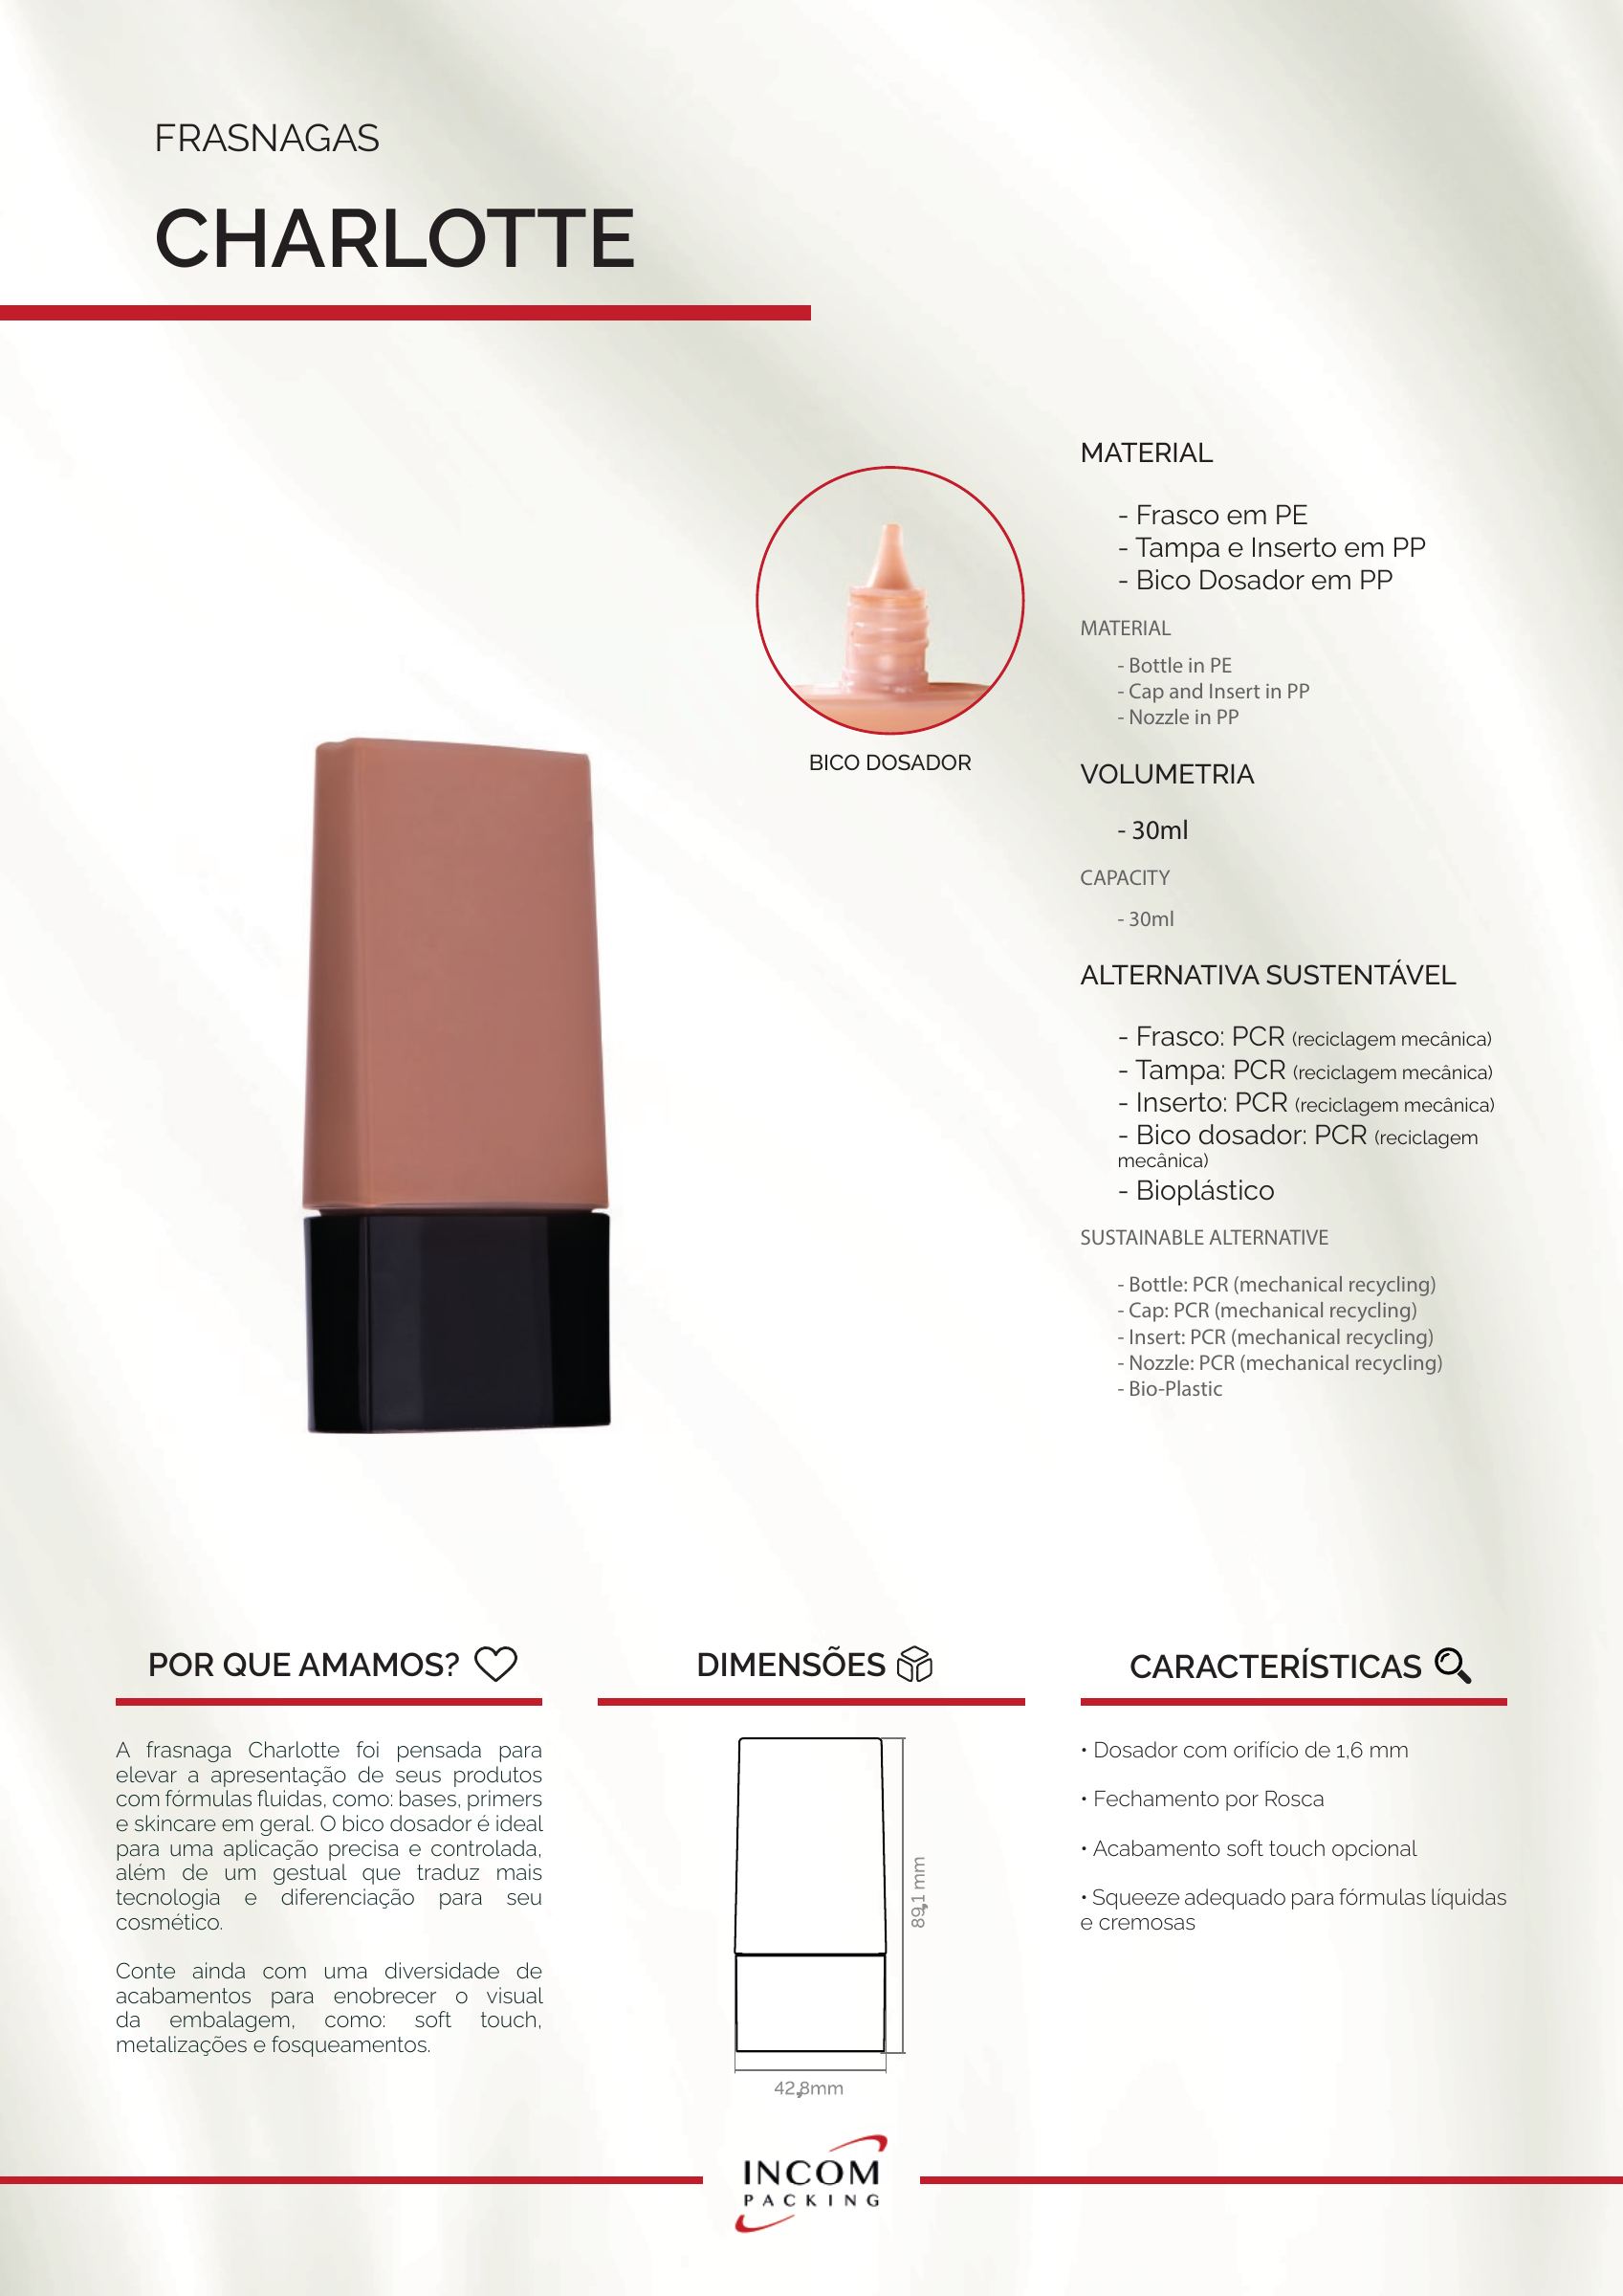 FRASNAGAS
CHARLOTTE
MATERIAL
- Frasco em PE
- Tampa e Inserto em PP
- Bico Dosador em PP
MATERIAL
- Bottle in PE
- Cap and Insert in PP
- Nozzle in PP
BICO DOSADOR
VOLUMETRIA
- 30ml
CAPACITY
- 30ml
ALTERNATIVA SUSTENTÁVEL
- Frasco: PCR (reciclagem mecânica)
- Tampa: PCR (reciclagem mecânica)
- Inserto: PCR (reciclagem mecânica)
- Bico dosador: PCR (reciclagem
mecânica)
- Bioplástico
SUSTAINABLE ALTERNATIVE
- Bottle: PCR (mechanical recycling)
- Cap: PCR (mechanical recycling)
- Insert: PCR (mechanical recycling)
- Nozzle: PCR (mechanical recycling)
- Bio-Plastic
POR QUE AMAMOS?
A frasnaga Charlotte foi pensada para
elevar a apresentação de seus produtos
com fórmulas fluidas, como: bases, primers
e skincare em geral. O bico dosador é ideal
para uma aplicação precisa e controlada,
além de um gestual que traduz mais
tecnologia e diferenciação para seu
cosmético.
Conte ainda com uma diversidade de
acabamentos para enobrecer o visual
da embalagem, como: soft touch,
metalizações e fosqueamentos.
DIMENSÕES
89,1 mm
42,8mm
CARACTERÍSTICAS
• Dosador com orifício de 1,6 mm
• Fechamento por Rosca
• Acabamento soft touch opcional
• Squeeze adequado para fórmulas líquidas
e cremosas
INCOM
PACKING